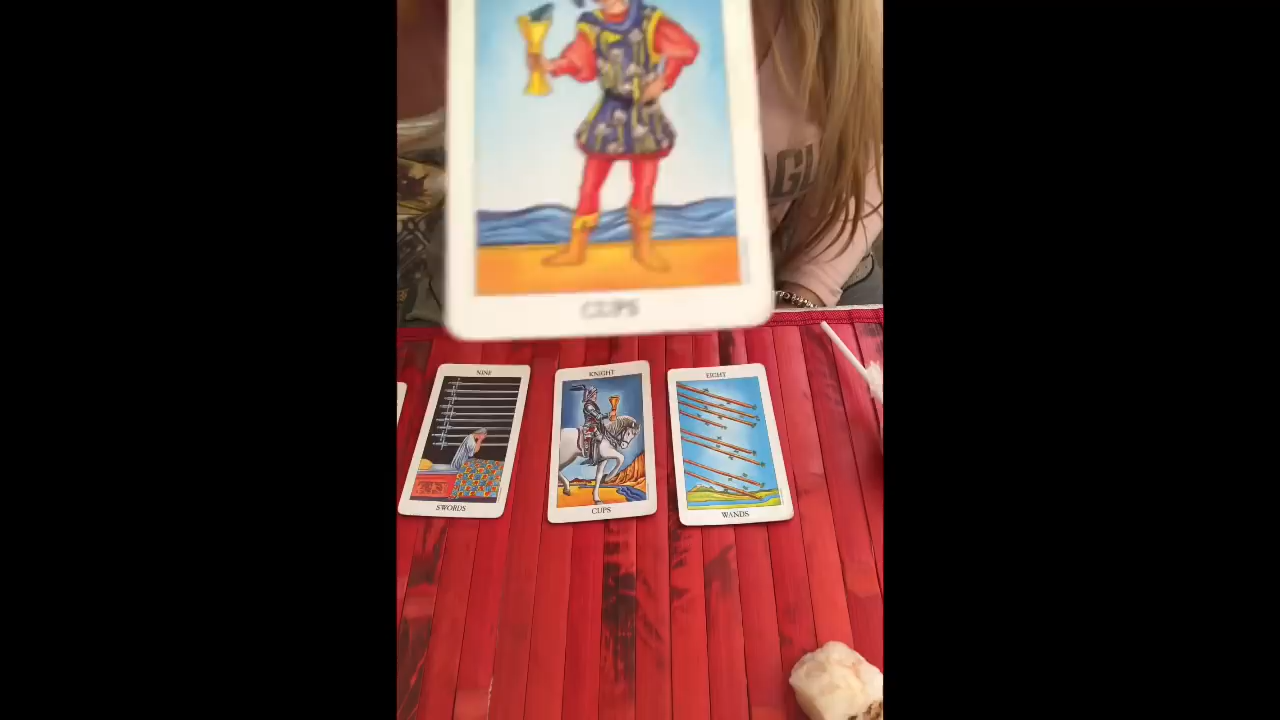 CUPS
NINE
SWORDS
KNIGHT
CUPS
EIGHT
WANDS